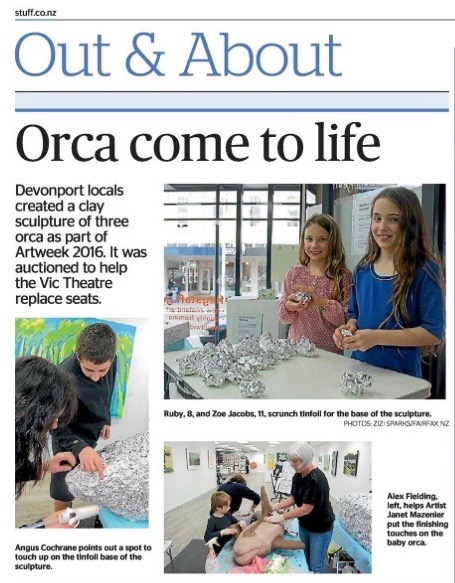 stuff.co.nz
Out & About
Orca come to life
Devonport locals
created a clay
sculpture of three
orca as part of
Artweek 2016. It was
auctioned to help
the Vic Theatre
replace seats.
Ruby, 8, and Zoe Jacobs, 11, scrunch tinfoil for the base of the sculpture.
PHOTOS: ZIZI SPARKS/FAIRFAX NZ
Angus Cochrane points out a spot to
touch up on the tinfoil base of the
sculpture.
Alex Fielding,
left, helps Artist
Janet Mazenier
put the finishing
touches on the
baby orca.